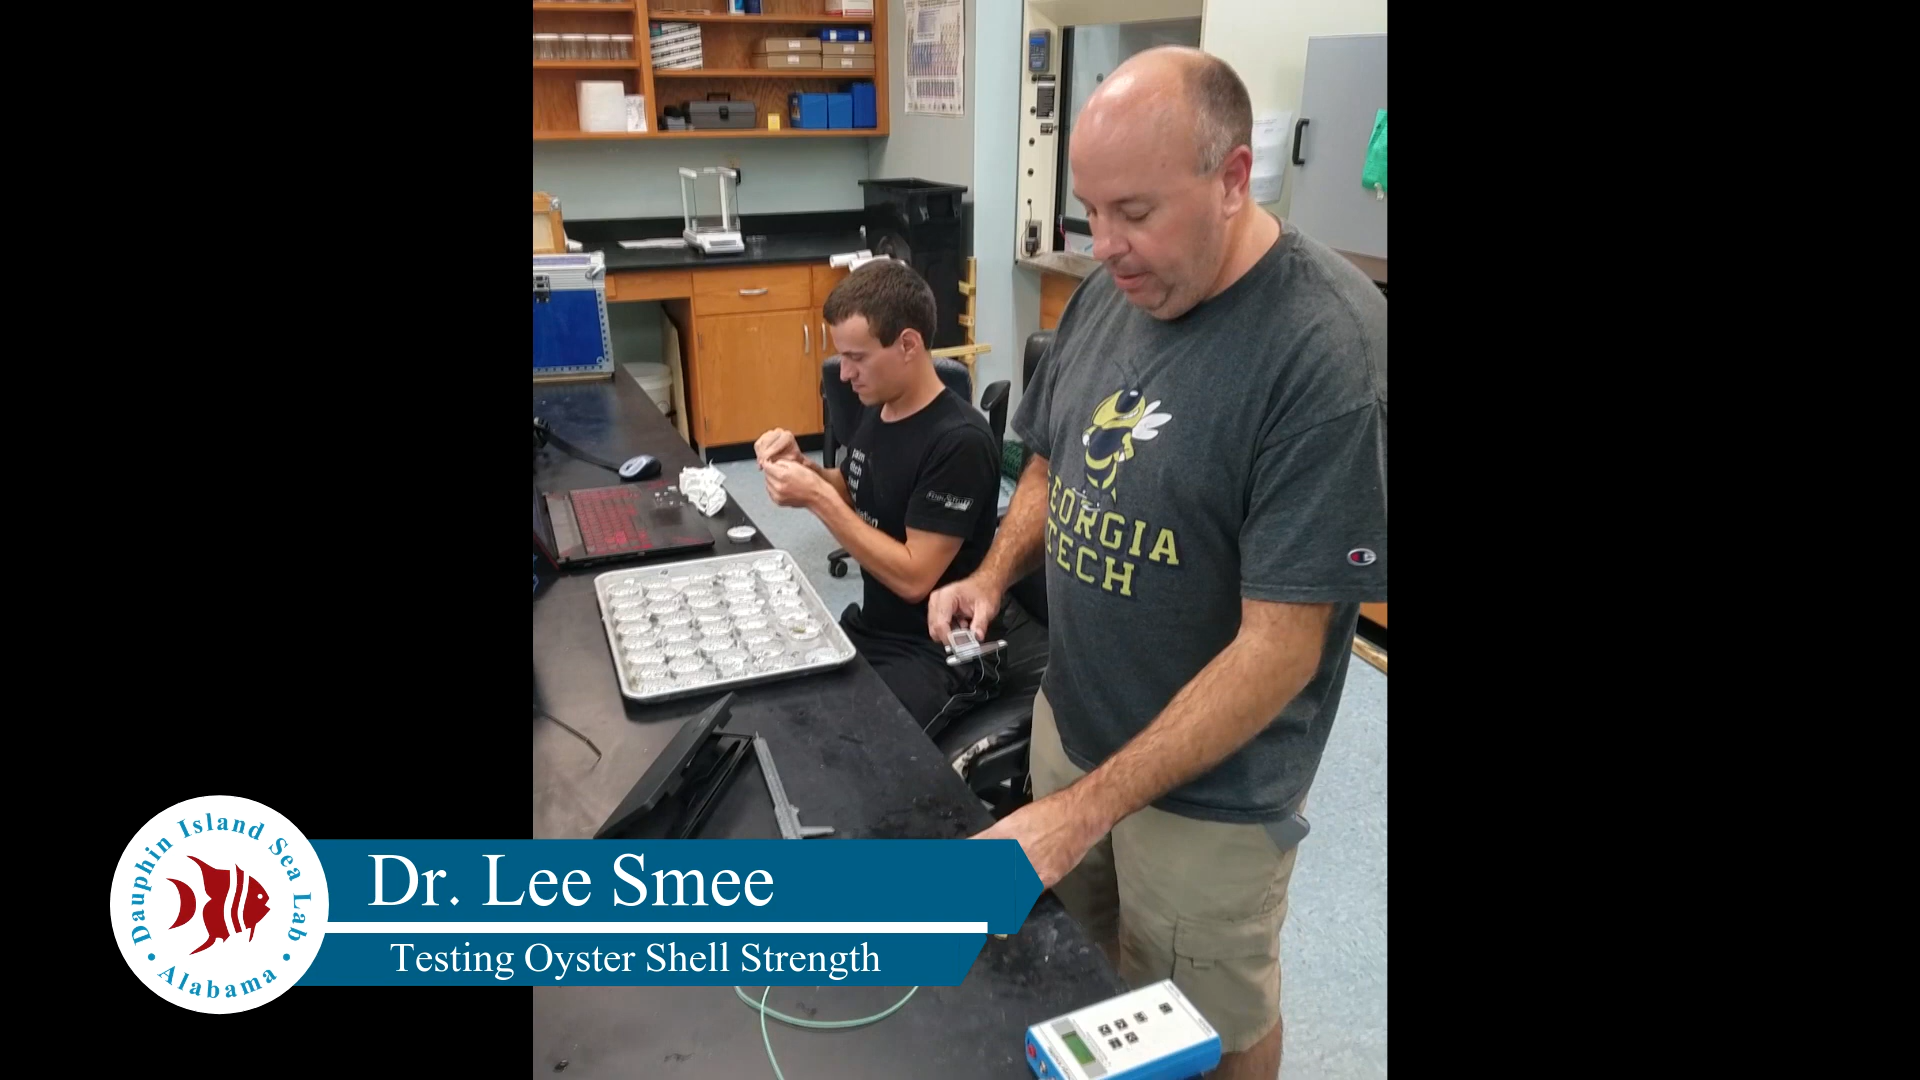 GEORGIA
TECH
Dauphin Island Sea Lab
• Alabama •
Dr. Lee Smee
Testing Oyster Shell Strength